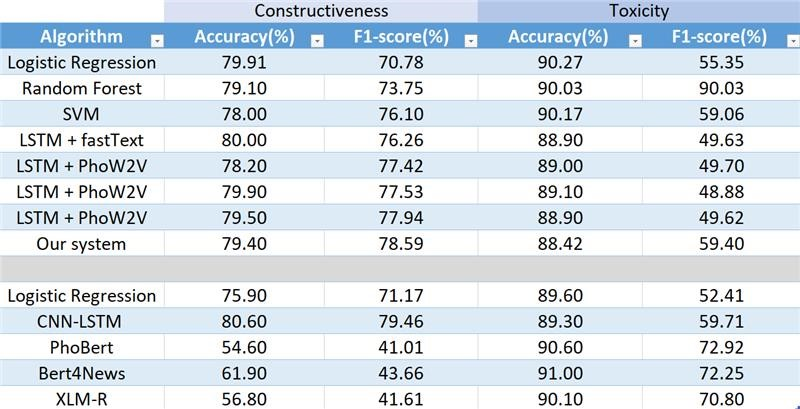 Constructiveness Toxicity
Algorithm Accuracy(%) F1-score(%) Accuracy(%) F1-score(%)
Logistic Regression 79.91 70.78 90.27 55.35
Random Forest 79.10 73.75 90.03 90.03
SVM 78.00 76.10 90.17 59.06
LSTM + fastText 80.00 76.26 88.90 49.63
LSTM + PhoW2V 78.20 77.42 89.00 49.70
LSTM + PhoW2V 79.90 77.53 89.10 48.88
LSTM + PhoW2V 79.50 77.94 88.90 49.62
Our system 79.40 78.59 88.42 59.40
Logistic Regression 75.90 71.17 89.60 52.41
CNN-LSTM 80.60 79.46 89.30 59.71
PhoBert 54.60 41.01 90.60 72.92
Bert4News 61.90 43.66 91.00 72.25
XLM-R 56.80 41.61 90.10 70.80